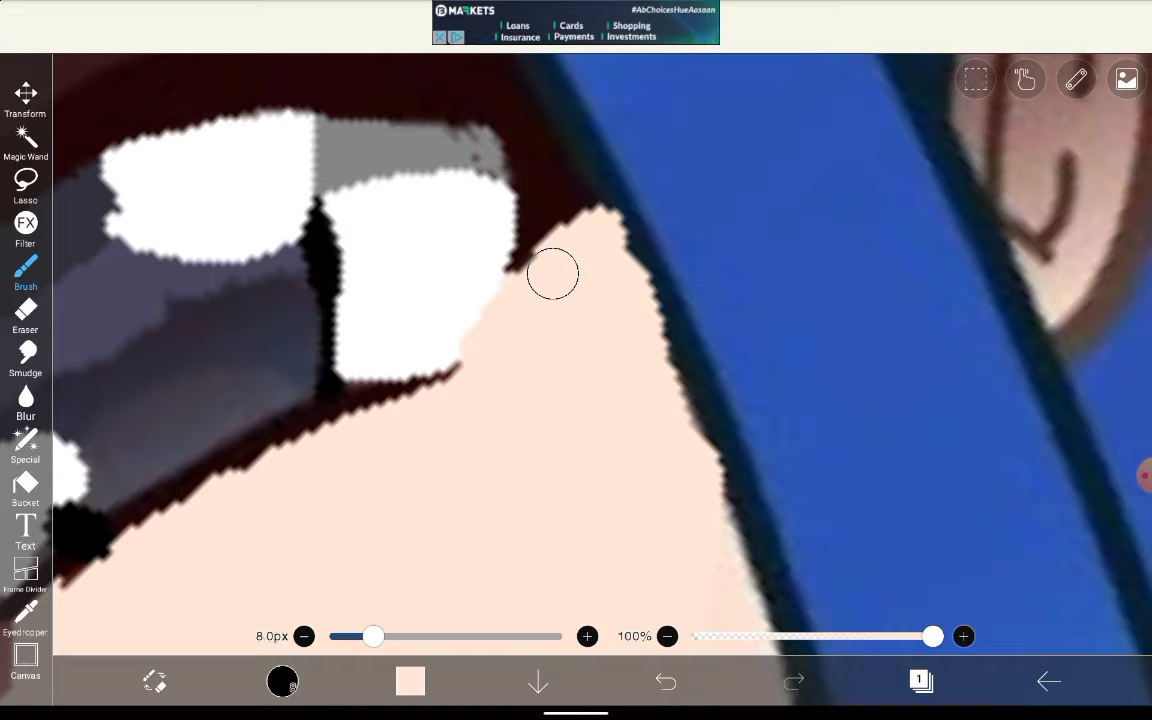 MARKETS
#AbChoicesHueAasaan
Loans
Cards
Shopping
Insurance
Payments
Investments
Transform
Magic Wand
Lasso
FX
Filter
Brush
Eraser
Smudge
Blur
Special
Bucket
T
Text
Frame Divider
Eyedropper
Canvas
8.0px
100%
1